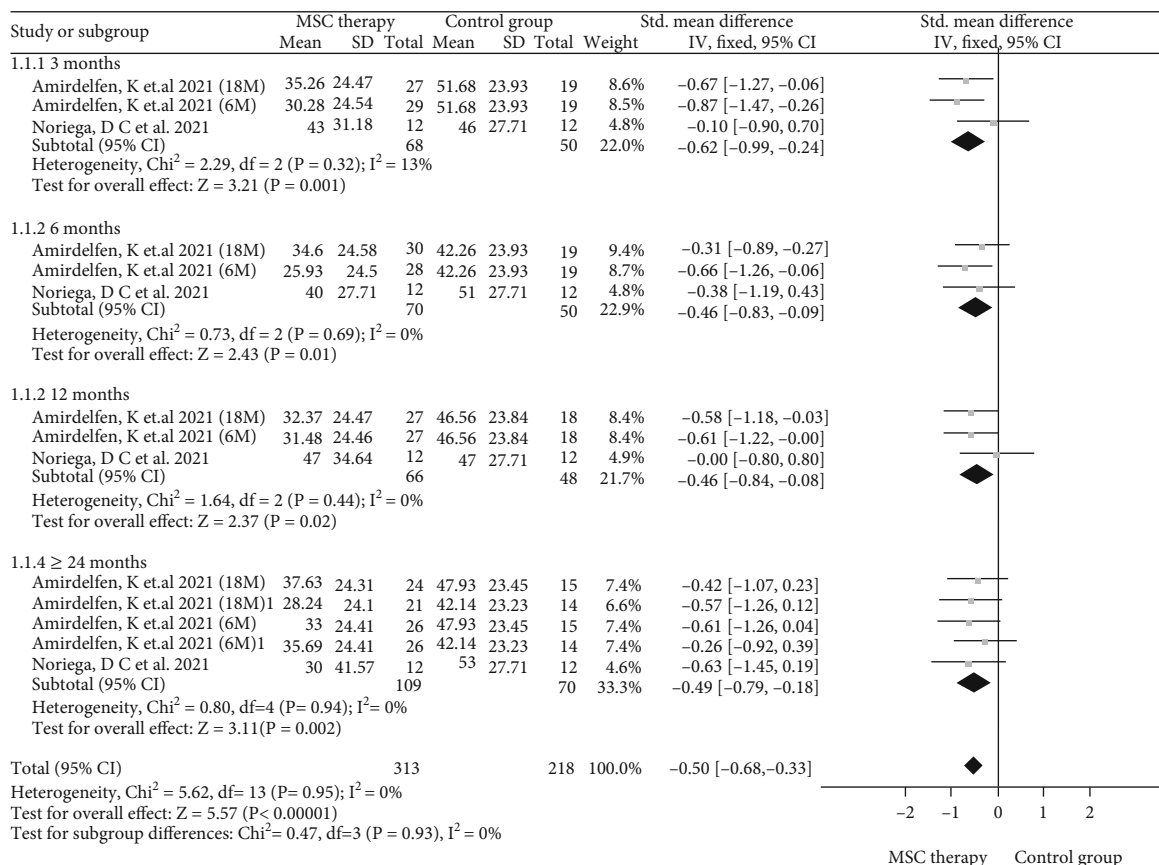 Study or subgroup MSC therapy Control group Std. mean difference Std. mean difference
Mean SD Total Mean SD Total Weight IV, fixed, 95% CI IV, fixed, 95% CI
1.1.1 3 months
Amirdelfen, K et.al 2021 (18M) 35.26 24.47 27 51.68 23.93 19 8.6% −0.67 [−1.27, −0.06]
Amirdelfen, K et.al 2021 (6M) 30.28 24.54 29 51.68 23.93 19 8.5% −0.87 [−1.47, −0.26]
Noriega, D C et al. 2021 43 31.18 12 46 27.71 12 4.8% −0.10 [−0.90, 0.70]
Subtotal (95% CI) 68 50 22.0% −0.62 [−0.99, −0.24]
Heterogeneity, Chi² = 2.29, df = 2 (P = 0.32); I² = 13%
Test for overall effect: Z = 3.21 (P = 0.001)
1.1.2 6 months
Amirdelfen, K et.al 2021 (18M) 34.6 24.58 30 42.26 23.93 19 9.4% −0.31 [−0.89, −0.27]
Amirdelfen, K et.al 2021 (6M) 25.93 24.5 28 42.26 23.93 19 8.7% −0.66 [−1.26, −0.06]
Noriega, D C et al. 2021 40 27.71 12 51 27.71 12 4.8% −0.38 [−1.19, 0.43]
Subtotal (95% CI) 70 50 22.9% −0.46 [−0.83, −0.09]
Heterogeneity, Chi² = 0.73, df = 2 (P = 0.69); I² = 0%
Test for overall effect: Z = 2.43 (P = 0.01)
1.1.2 12 months
Amirdelfen, K et.al 2021 (18M) 32.37 24.47 27 46.56 23.84 18 8.4% −0.58 [−1.18, −0.03]
Amirdelfen, K et.al 2021 (6M) 31.48 24.46 27 46.56 23.84 18 8.4% −0.61 [−1.22, −0.00]
Noriega, D C et al. 2021 47 34.64 12 47 27.71 12 4.9% −0.00 [−0.80, 0.80]
Subtotal (95% CI) 66 48 21.7% −0.46 [−0.84, −0.08]
Heterogeneity, Chi² = 1.64, df = 2 (P = 0.44); I² = 0%
Test for overall effect: Z = 2.37 (P = 0.02)
1.1.4 ≥ 24 months
Amirdelfen, K et.al 2021 (18M) 37.63 24.31 24 47.93 23.45 15 7.4% −0.42 [−1.07, 0.23]
Amirdelfen, K et.al 2021 (18M)1 28.24 24.1 21 42.14 23.23 14 6.6% −0.57 [−1.26, 0.12]
Amirdelfen, K et.al 2021 (6M) 33 24.41 26 47.93 23.45 15 7.4% −0.61 [−1.26, 0.04]
Amirdelfen, K et.al 2021 (6M)1 35.69 24.41 26 42.14 23.23 14 7.4% −0.26 [−0.92, 0.39]
Noriega, D C et al. 2021 30 41.57 12 53 27.71 12 4.6% −0.63 [−1.45, 0.19]
Subtotal (95% CI) 109 70 33.3% −0.49 [−0.79, −0.18]
Heterogeneity, Chi² = 0.80, df=4 (P= 0.94); I²= 0%
Test for overall effect: Z = 3.11(P = 0.002)
Total (95% CI) 313 218 100.0% −0.50 [−0.68,−0.33]
Heterogeneity, Chi² = 5.62, df= 13 (P= 0.95); I²= 0%
Test for overall effect: Z = 5.57 (P< 0.00001)
Test for subgroup differences: Chi²= 0.47, df=3 (P = 0.93), I² = 0%
−2 −1 0 1 2
MSC therapy Control group